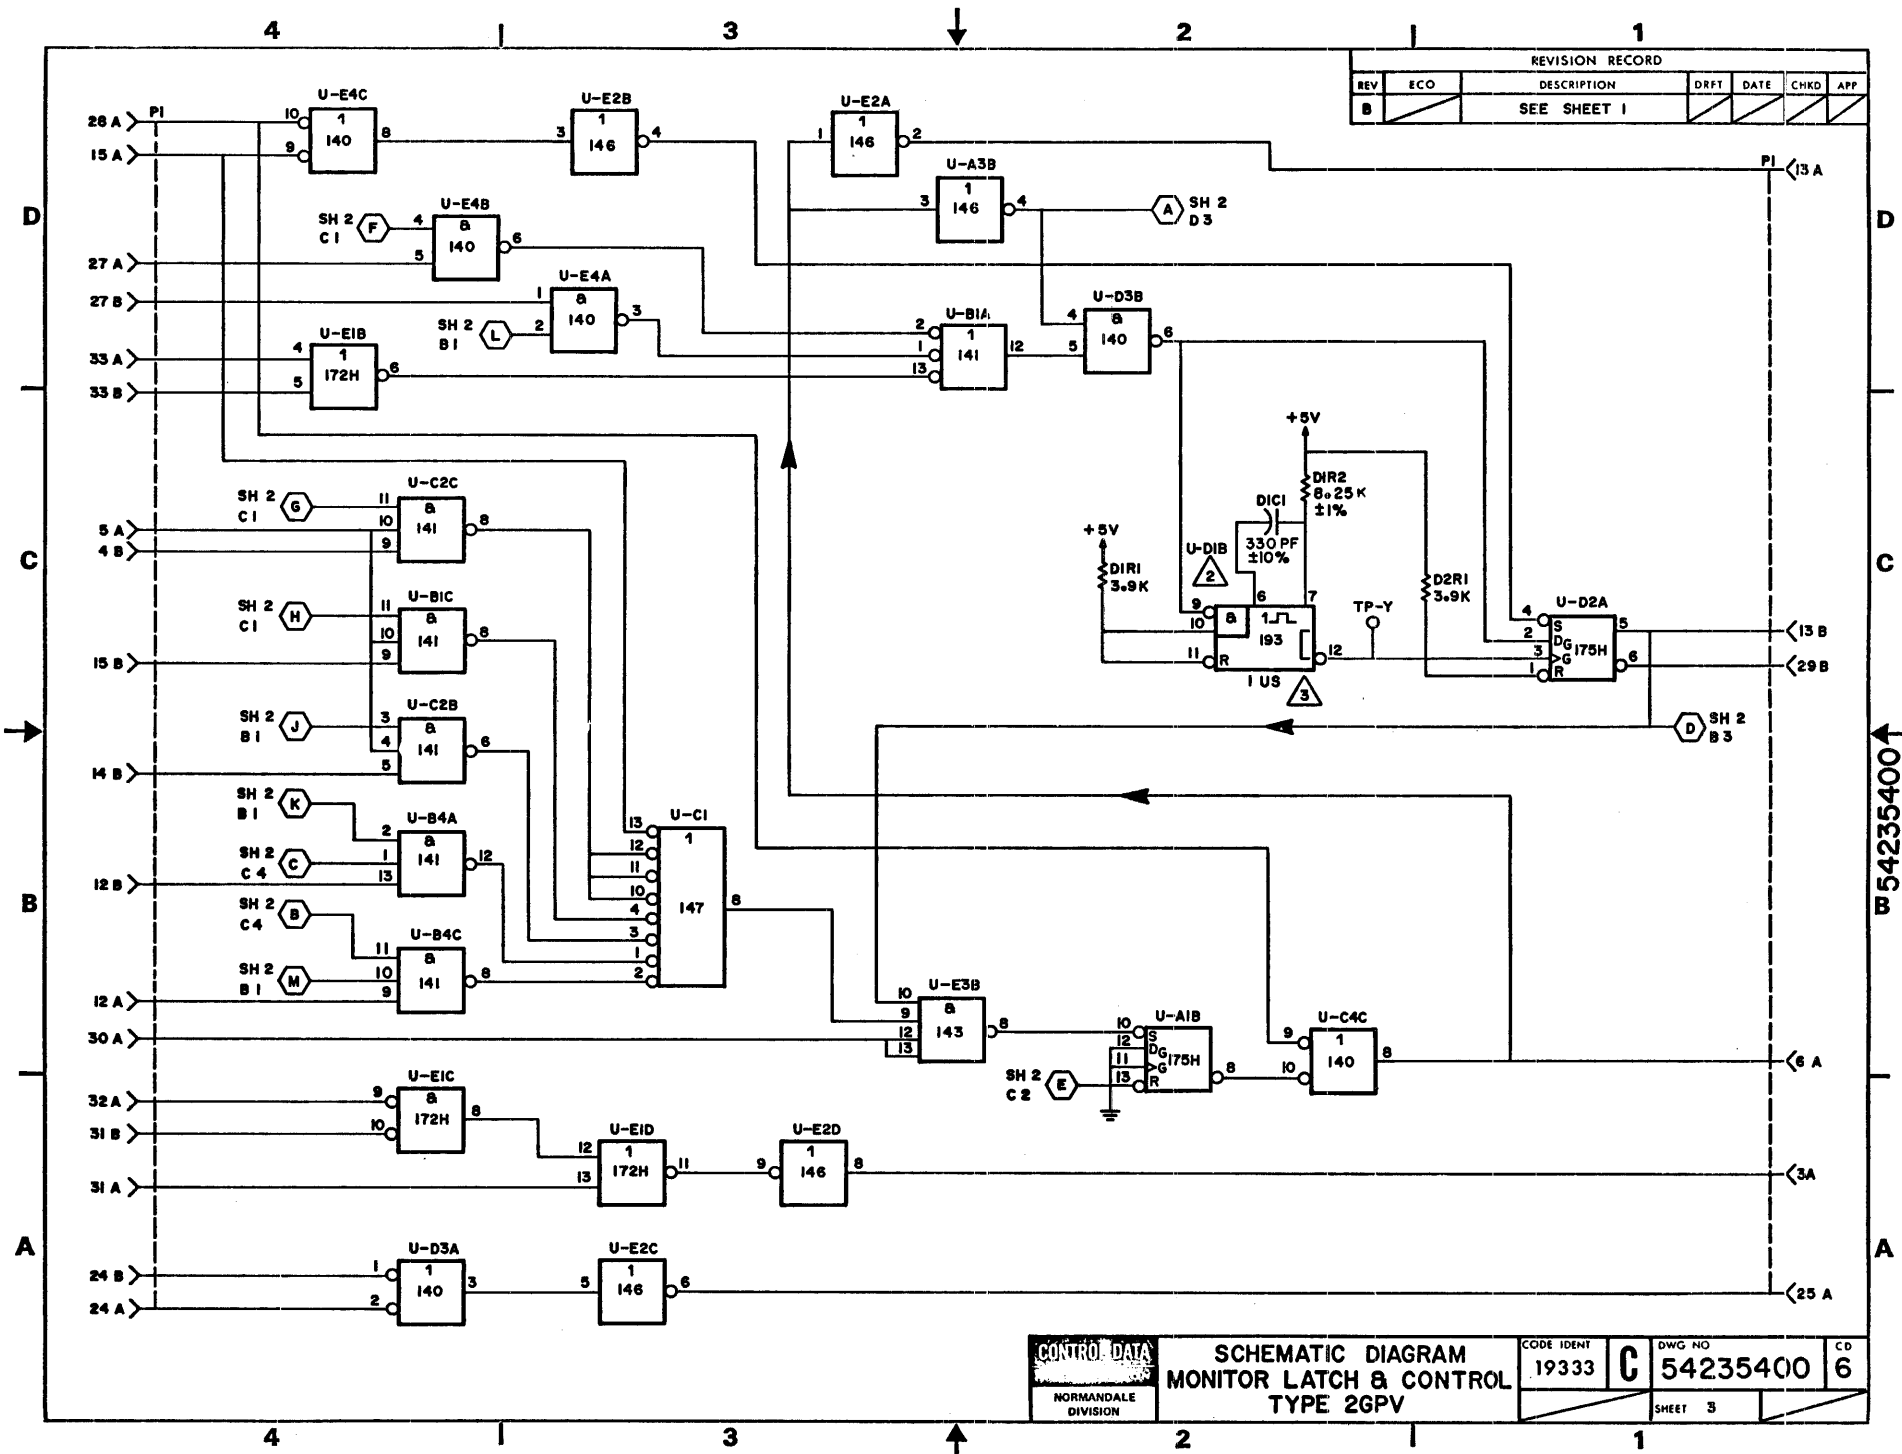 4 3 2 1
REVISION RECORD
REV ECO DESCRIPTION DRFT DATE CHKD APP
B SEE SHEET 1
D
C
B
A
D
C
54235400
B
A
28 A
P1
15 A
10
9
U-E4C
1
140
8
3
U-E2B
1
146
4
1
U-E2A
1
146
2
P1
13 A
3
U-A3B
1
146
4
A
SH 2
D 3
SH 2
C 1
F
27 A
4
5
U-E4B
&
140
6
27 B
SH 2
B 1
L
1
2
U-E4A
&
140
3
33 A
33 B
4
5
U-E1B
1
172H
6
2
1
13
U-B1A
1
141
12
4
5
U-D3B
&
140
6
SH 2
C 1
G
5 A
4 B
11
10
9
U-C2C
&
141
8
SH 2
C 1
H
15 B
11
10
9
U-B1C
&
141
8
SH 2
B 1
J
14 B
3
4
5
U-C2B
&
141
6
SH 2
B 1
K
SH 2
C 4
C
12 B
2
1
13
U-B4A
&
141
12
SH 2
C 4
B
SH 2
B 1
M
12 A
11
10
9
U-B4C
&
141
8
+5V
D1R1
3.9K
+5V
D1R2
8.25 K
±1%
D1C1
330 PF
±10%
U-D1B
2
6
7
9
10
11
&
1
193
R
12
1 US
3
TP-Y
D2R1
3.9K
U-D2A
4
2
3
1
S
DG
G
R
175H
5
6
13 B
29 B
D
SH 2
B 3
U-C1
13
12
11
10
4
3
1
2
1
147
8
30 A
U-E3B
10
9
12
13
&
143
8
SH 2
C 2
E
U-A1B
10
12
11
13
S
DG
G
R
175H
8
U-C4C
9
10
1
140
8
6 A
32 A
31 B
31 A
U-E1C
9
10
&
172H
8
U-E1D
12
13
1
172H
11
U-E2D
9
1
146
8
3A
24 B
24 A
U-D3A
1
2
1
140
3
U-E2C
5
1
146
6
25 A
CONTROL DATA
NORMANDALE
DIVISION
SCHEMATIC DIAGRAM
MONITOR LATCH & CONTROL
TYPE 2GPV
CODE IDENT
19333
C
DWG NO
54235400
CD
6
SHEET 3
4 3 2 1